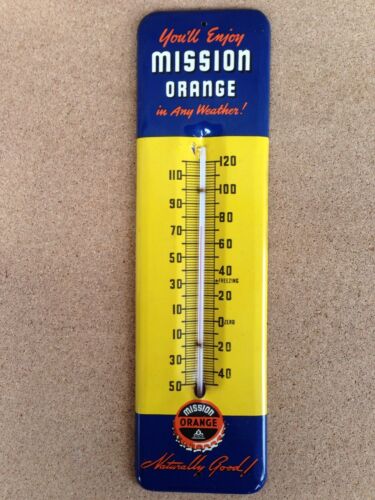 You'll Enjoy
MISSION
ORANGE
in Any Weather!
120
110
100
90
80
70
60
50
40
30
FREEZING
20
10
0 ZERO
10
20
30
40
50
MISSION
ORANGE
Naturally Good!